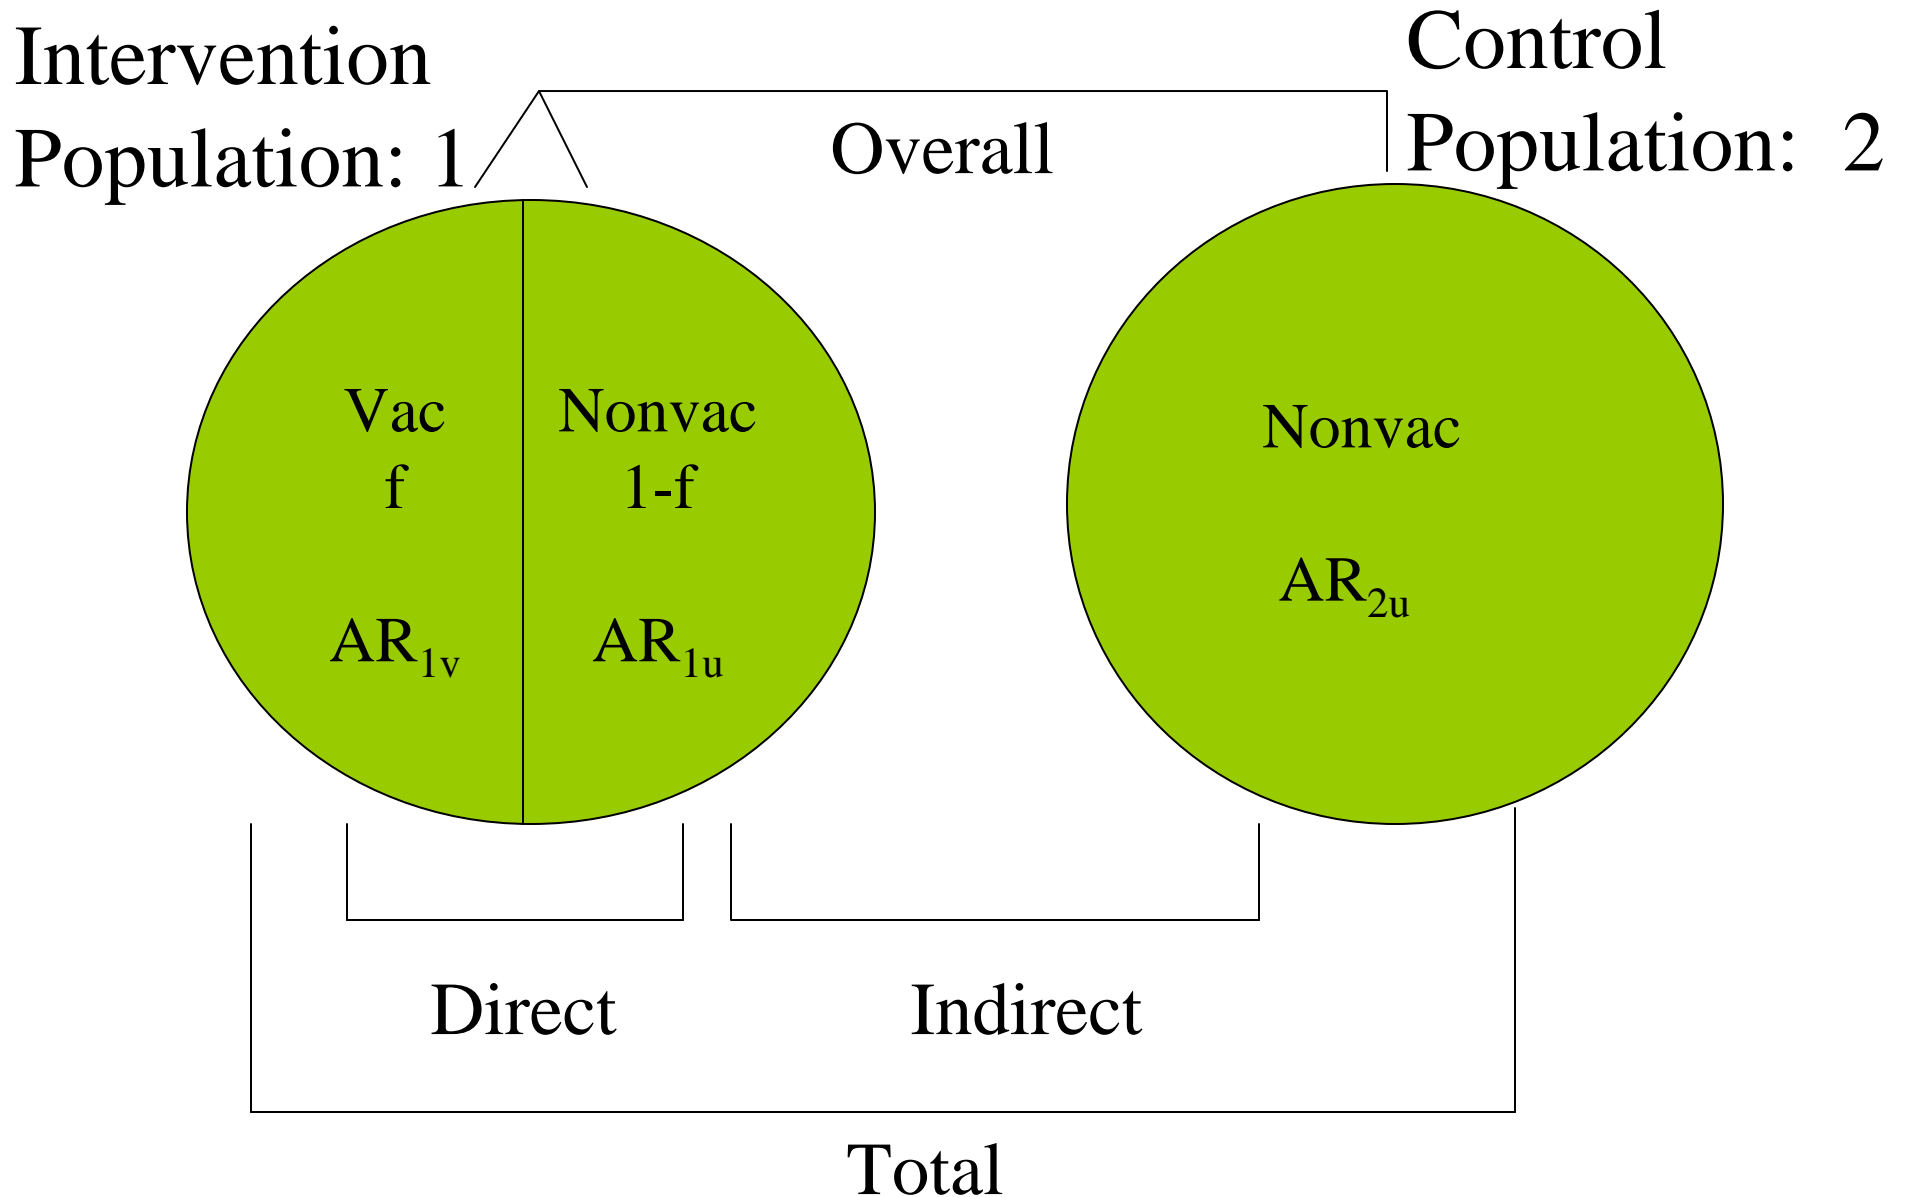 Intervention
Population: 1
Control
Population: 2
Overall
Vac
f
AR1v
Nonvac
1-f
AR1u
Nonvac
AR2u
Direct
Indirect
Total